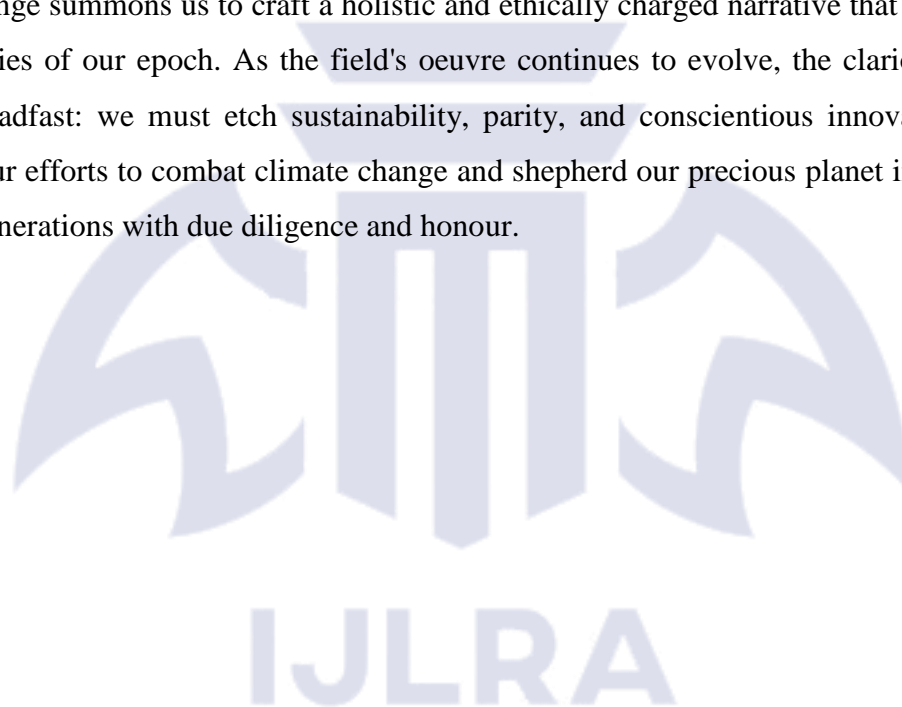 nge summons us to craft a holistic and ethically charged narrative that
ies of our epoch. As the field's oeuvre continues to evolve, the clari
adfast: we must etch sustainability, parity, and conscientious innova
ur efforts to combat climate change and shepherd our precious planet i
nerations with due diligence and honour.
IJLRA